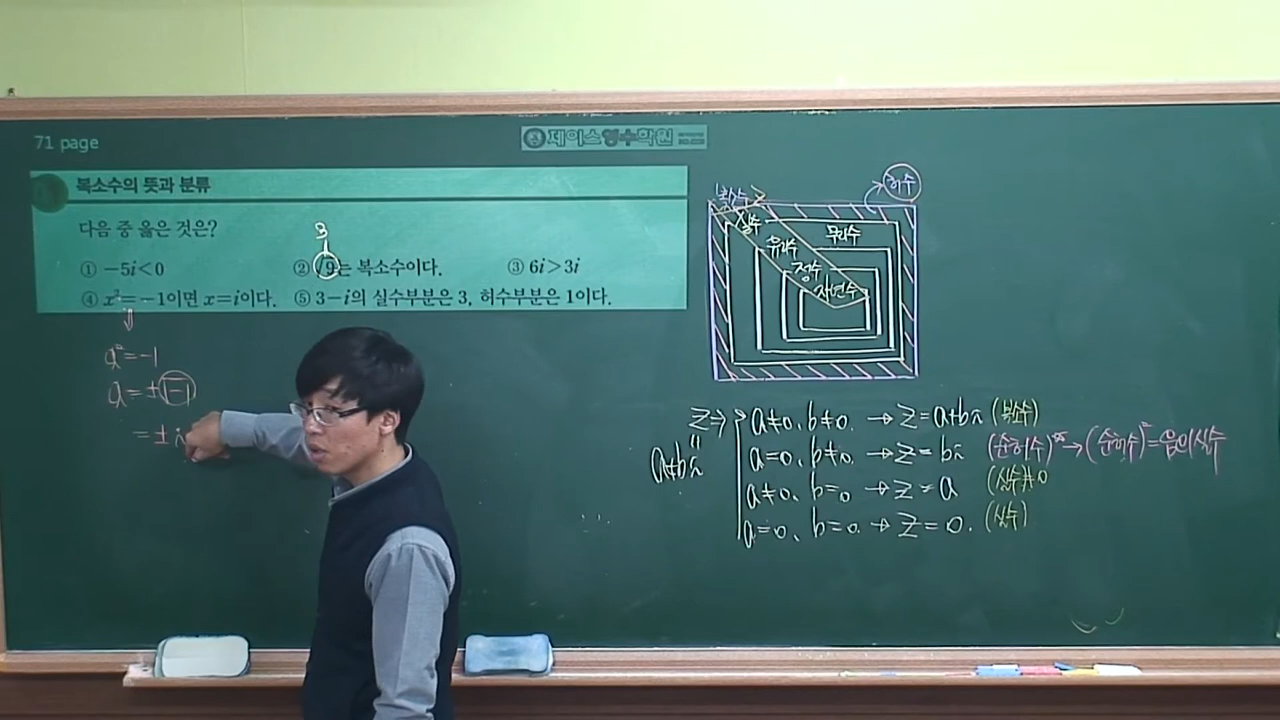 71 page
제이스영수학원
복소수의 뜻과 분류
다음 중 옳은 것은?
3
① -5i<0 ② √9는 복소수이다. ③ 6i>3i
④ x²=-1이면 x=i이다. ⑤ 3-i의 실수부분은 3, 허수부분은 1이다.
⇓
a²=-1
a=±√-1
=±i
허수
복소수
실수
무리수
유리수
정수
자연수
z⇒ a≠0, b≠0. → z=a+bi (복소수)
a+bi
a=0, b≠0. → z=bi (순허수) → (순허수)²=음의실수
a≠0, b=0 → z=a (실수)≠0
a=0, b=0. → z=0. (실수)